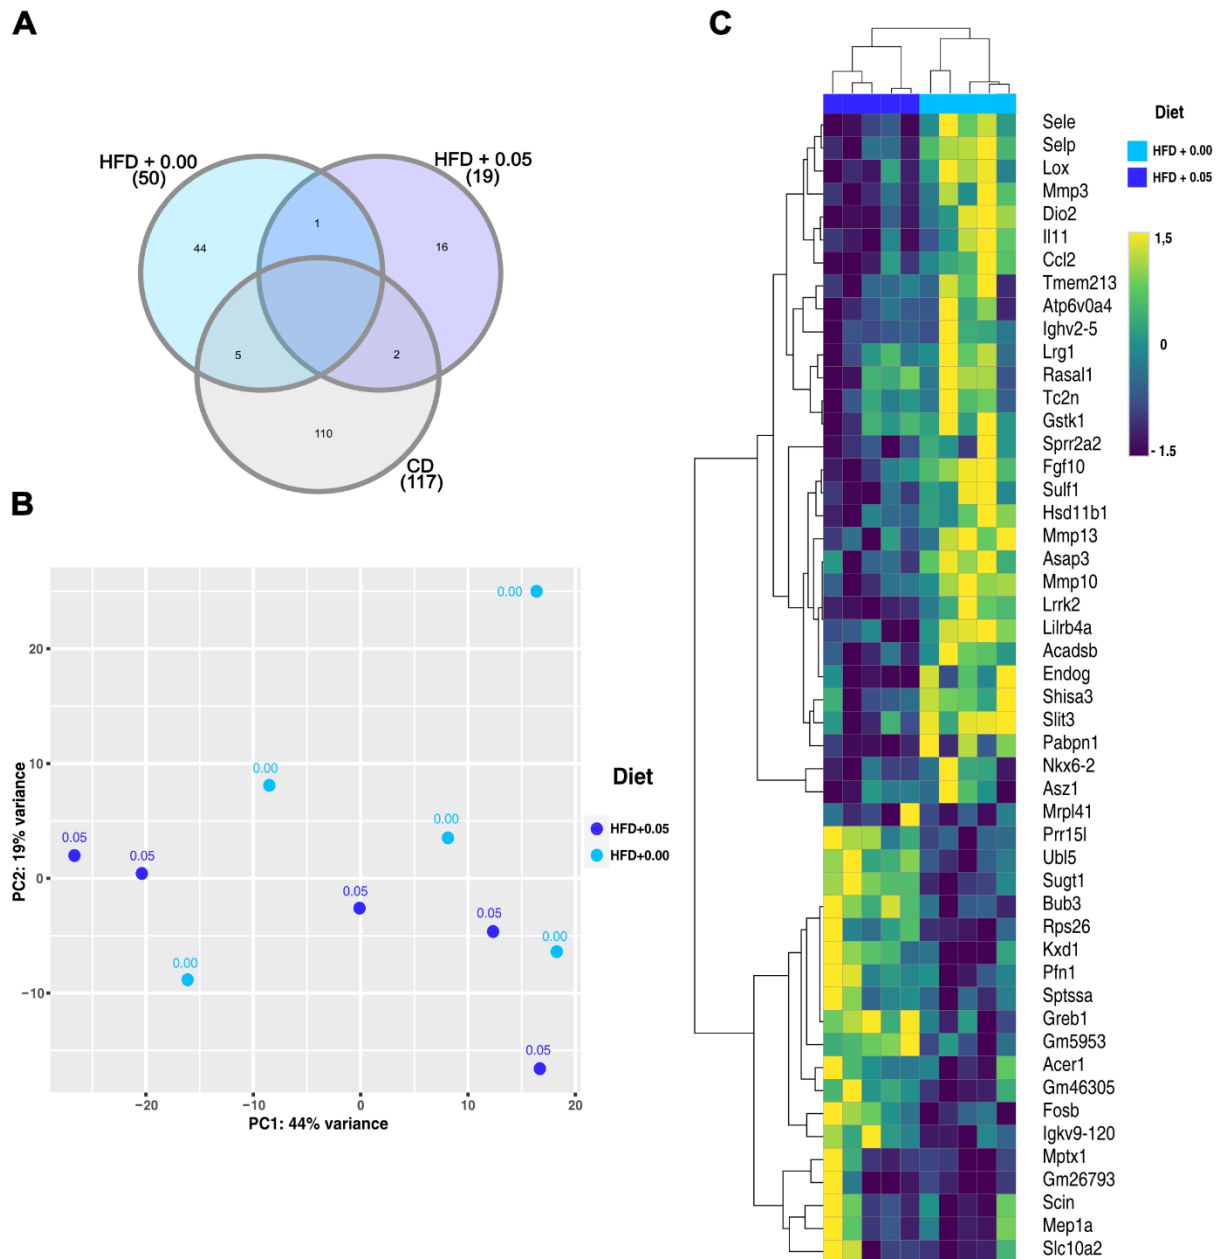 A
HFD + 0.00
(50)
HFD + 0.05
(19)
44
1
16
5
2
110
CD
(117)
B
0.00
0.00
0.00
0.05
0.05
0.05
0.05
0.00
0.00
0.05
20
10
0
−10
−20
−10
0
10
20
PC2: 19% variance
PC1: 44% variance
Diet
HFD+0.05
HFD+0.00
C
Diet
HFD + 0.00
HFD + 0.05
1.5
0
- 1.5
Sele
Selp
Lox
Mmp3
Dio2
Il11
Ccl2
Tmem213
Atp6v0a4
Ighv2-5
Lrg1
Rasal1
Tc2n
Gstk1
Sprr2a2
Fgf10
Sulf1
Hsd11b1
Mmp13
Asap3
Mmp10
Lrrk2
Lilrb4a
Acadsb
Endog
Shisa3
Slit3
Pabpn1
Nkx6-2
Asz1
Mrpl41
Prr15l
Ubl5
Sugt1
Bub3
Rps26
Kxd1
Pfn1
Sptssa
Greb1
Gm5953
Acer1
Gm46305
Fosb
Igkv9-120
Mptx1
Gm26793
Scin
Mep1a
Slc10a2